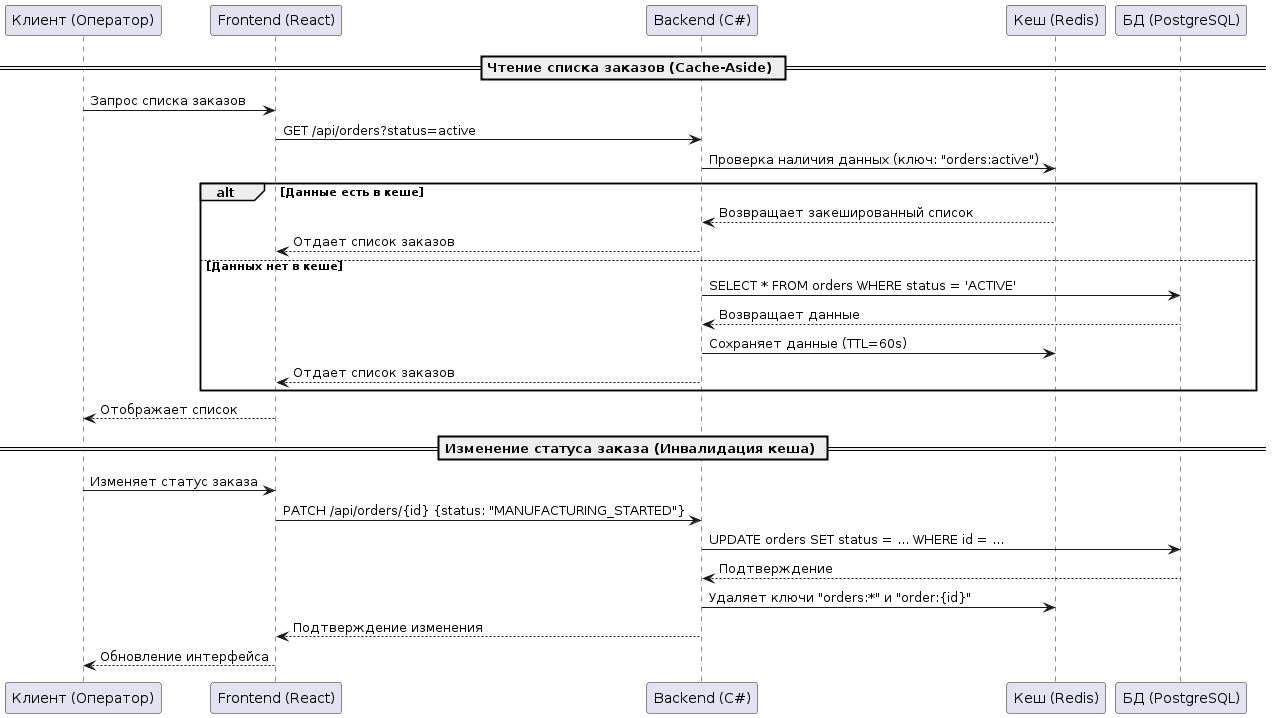 Клиент (Оператор)
Frontend (React)
Backend (C#)
Кеш (Redis)
БД (PostgreSQL)
Чтение списка заказов (Cache-Aside)
Запрос списка заказов
GET /api/orders?status=active
Проверка наличия данных (ключ: "orders:active")
alt
[Данные есть в кеше]
Возвращает закешированный список
Отдает список заказов
[Данных нет в кеше]
SELECT * FROM orders WHERE status = 'ACTIVE'
Возвращает данные
Сохраняет данные (TTL=60s)
Отдает список заказов
Отображает список
Изменение статуса заказа (Инвалидация кеша)
Изменяет статус заказа
PATCH /api/orders/{id} {status: "MANUFACTURING_STARTED"}
UPDATE orders SET status = ... WHERE id = ...
Подтверждение
Удаляет ключи "orders:*" и "order:{id}"
Подтверждение изменения
Обновление интерфейса
Клиент (Оператор)
Frontend (React)
Backend (C#)
Кеш (Redis)
БД (PostgreSQL)